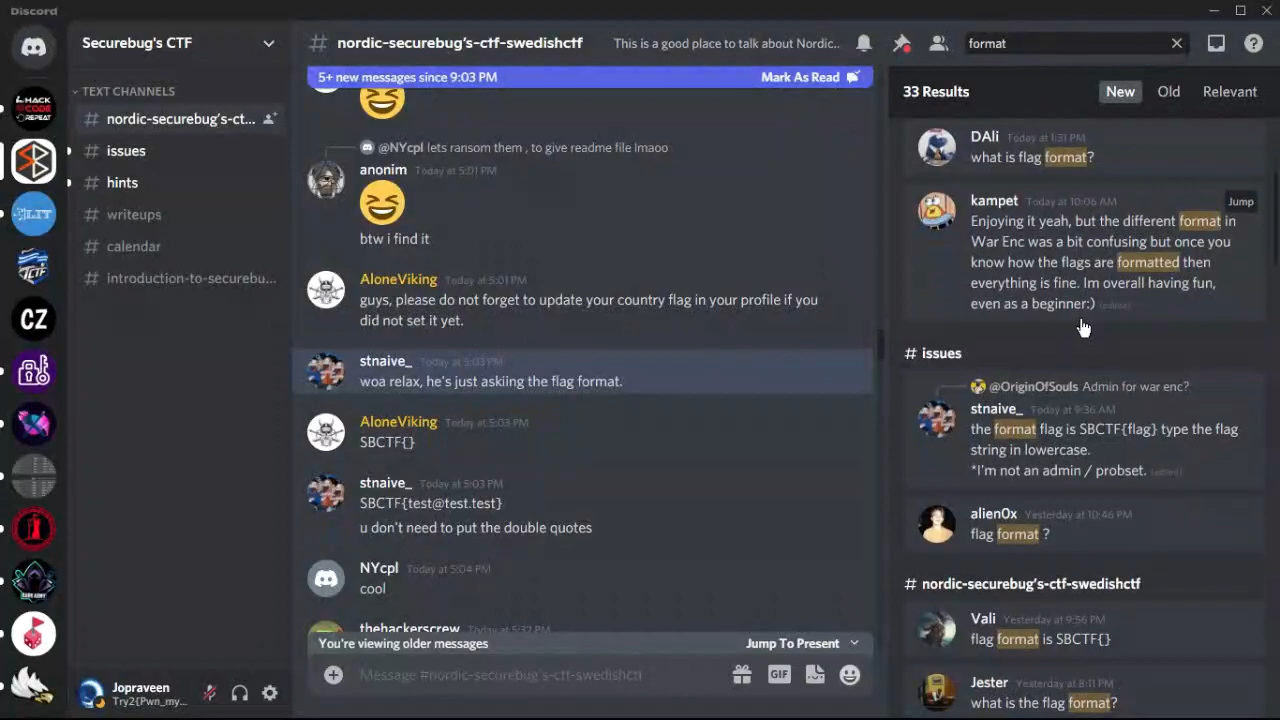 Discord
Securebug's CTF
TEXT CHANNELS
nordic-securebug's-ct...
issues
hints
writeups
calendar
introduction-to-securebu...
HACK
CODE
REPEAT
CZ
Jopraveen
Try2{Pwn_my...
nordic-securebug's-ctf-swedishctf
This is a good place to talk about Nordic..
5+ new messages since 9:03 PM
Mark As Read
@NYcpl lets ransom them , to give readme file lmaoo
anonim Today at 5:01 PM
btw i find it
AloneViking Today at 5:01 PM
guys, please do not forget to update your country flag in your profile if you
did not set it yet.
stnaive_ Today at 5:03 PM
woa relax, he's just askiing the flag format.
AloneViking Today at 5:03 PM
SBCTF{}
stnaive_ Today at 5:03 PM
SBCTF{test@test.test}
u don't need to put the double quotes
NYcpl Today at 5:04 PM
cool
thehackerscrew Today at 5:32 PM
You're viewing older messages
Jump To Present
Message #nordic-securebug's-ctf-swedishctf
GIF
format
33 Results
New
Old
Relevant
DAli Today at 1:31 PM
what is flag format?
kampet Today at 10:06 AM
Jump
Enjoying it yeah, but the different format in
War Enc was a bit confusing but once you
know how the flags are formatted then
everything is fine. Im overall having fun,
even as a beginner:) (edited)
# issues
@OriginOfSouls Admin for war enc?
stnaive_ Today at 9:36 AM
the format flag is SBCTF{flag} type the flag
string in lowercase.
*I'm not an admin / probset. (edited)
alien0x Yesterday at 10:46 PM
flag format ?
# nordic-securebug's-ctf-swedishctf
Vali Yesterday at 9:56 PM
flag format is SBCTF{}
Jester Yesterday at 8:11 PM
what is the flag format?